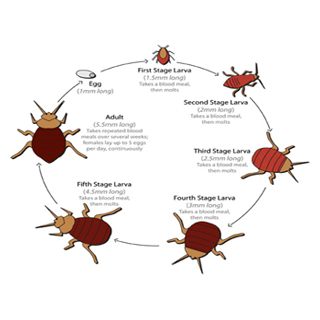 First Stage Larva
(1.5mm long)
Takes a blood meal,
then molts
Second Stage Larva
(2mm long)
Takes a blood meal,
then molts
Third Stage Larva
(2.5mm long)
Takes a blood meal,
then molts
Fourth Stage Larva
(3mm long)
Takes a blood meal,
then molts
Fifth Stage Larva
(4.5mm long)
Takes a blood meal,
then molts
Adult
(5.5mm long)
Takes repeated blood
meals over several weeks;
females lay up to 5 eggs
per day, continuously
Egg
(1mm long)